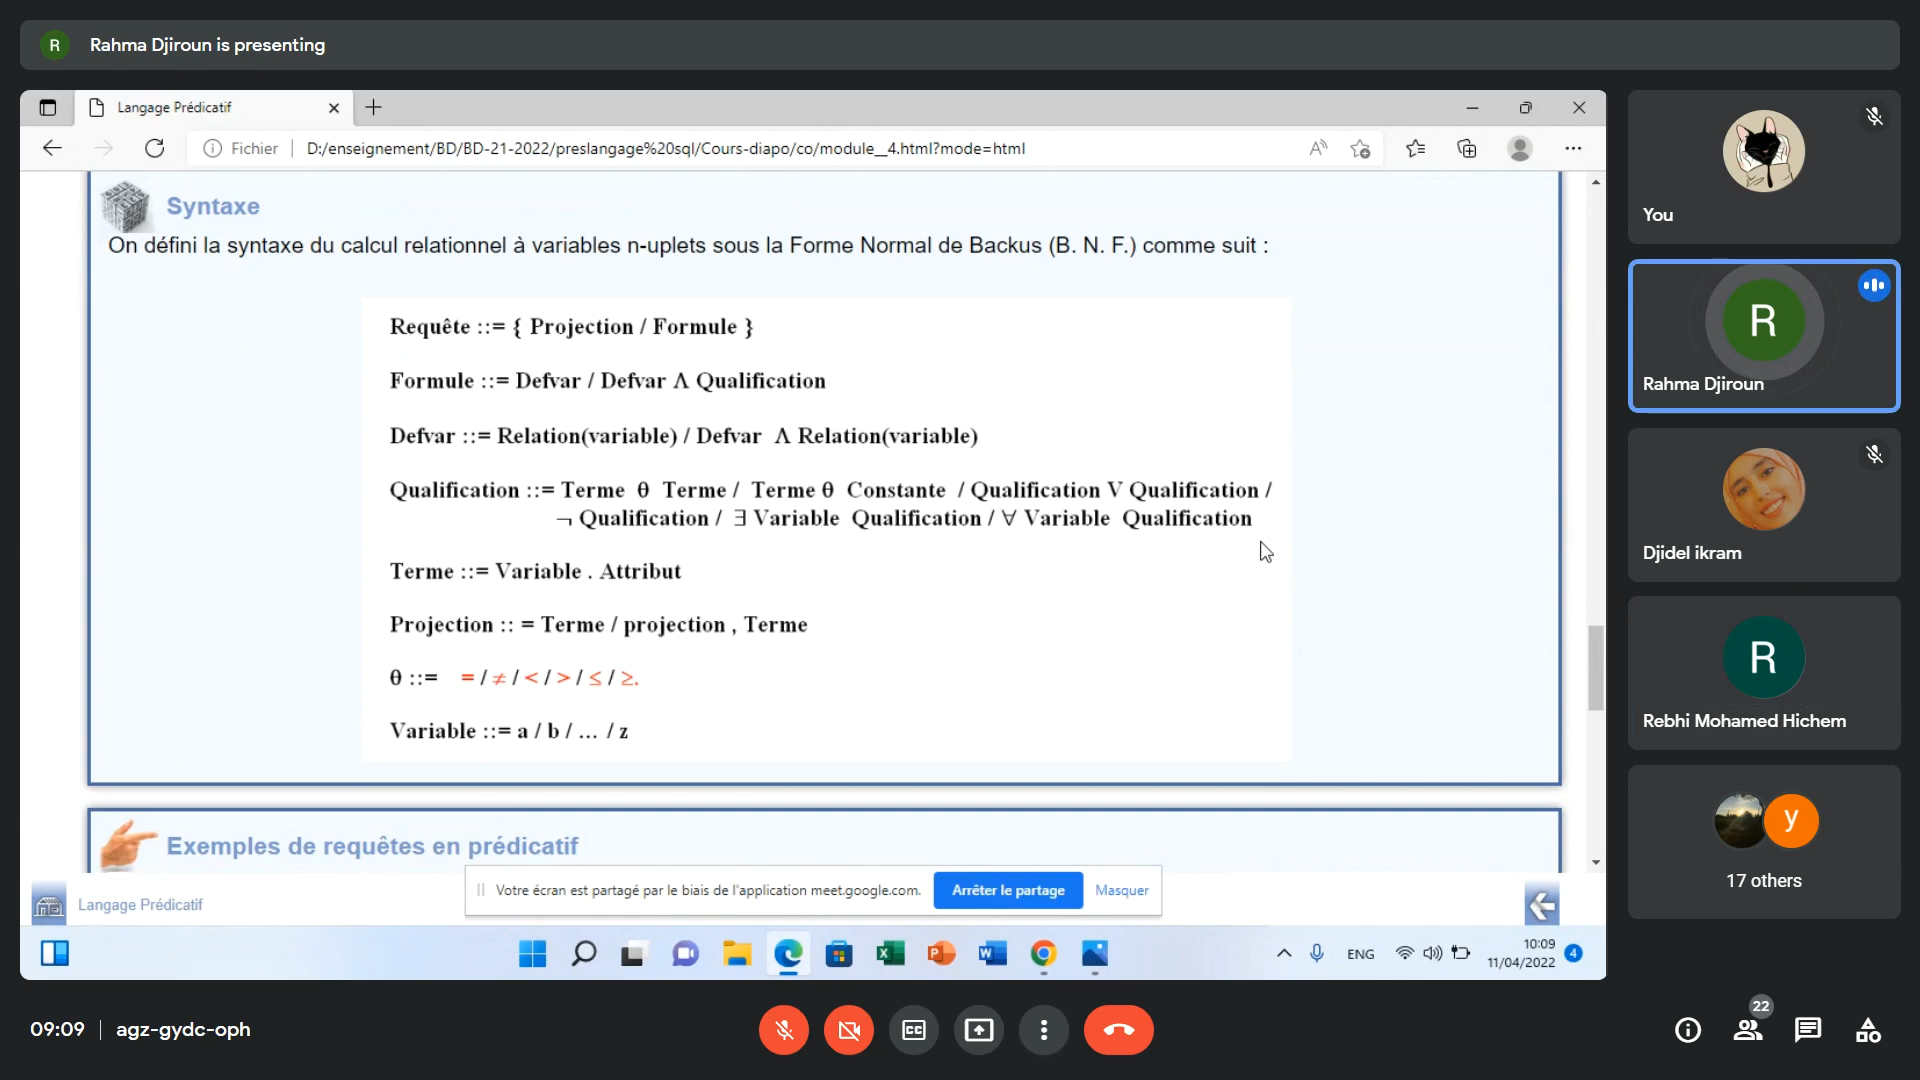 R Rahma Djiroun is presenting
Langage Prédicatif
Fichier D:/enseignement/BD/BD-21-2022/preslangage%20sql/Cours-diapo/co/module__4.html?mode=html
Syntaxe
On défini la syntaxe du calcul relationnel à variables n-uplets sous la Forme Normal de Backus (B. N. F.) comme suit :
Requête ::= { Projection / Formule }
Formule ::= Defvar / Defvar Λ Qualification
Defvar ::= Relation(variable) / Defvar Λ Relation(variable)
Qualification ::= Terme θ Terme / Terme θ Constante / Qualification V Qualification /
¬ Qualification / ∃ Variable Qualification / ∀ Variable Qualification
Terme ::= Variable . Attribut
Projection :: = Terme / projection , Terme
θ ::= = / ≠ / < / > / ≤ / ≥.
Variable ::= a / b / … / z
Exemples de requêtes en prédicatif
Votre écran est partagé par le biais de l'application meet.google.com. Arrêter le partage Masquer
Langage Prédicatif
ENG 10:09 4
11/04/2022
You
R
Rahma Djiroun
Djidel ikram
R
Rebhi Mohamed Hichem
y
17 others
09:09 agz-gydc-oph
CC
22